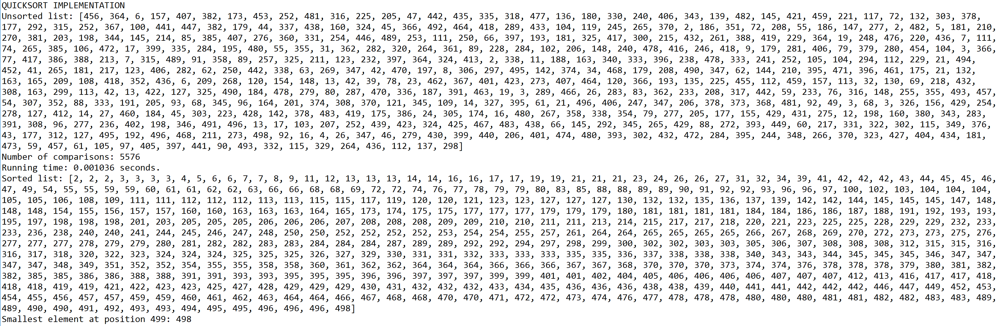 QUICKSORT IMPLEMENTATION
Unsorted list: [456, 364, 6, 157, 407, 382, 173, 453, 252, 481, 316, 225, 205, 47, 442, 435, 335, 318, 477, 136, 180, 330, 240, 406, 343, 139, 482, 145, 421, 459, 221, 117, 72, 132, 303, 378,
177, 292, 315, 252, 367, 100, 441, 447, 382, 179, 44, 337, 438, 160, 324, 45, 366, 492, 464, 418, 289, 433, 104, 119, 245, 265, 370, 2, 186, 351, 72, 208, 55, 186, 147, 277, 2, 482, 5, 181, 210,
270, 381, 203, 198, 344, 145, 214, 85, 385, 407, 276, 360, 331, 254, 446, 489, 253, 111, 250, 66, 397, 193, 181, 325, 417, 300, 215, 432, 261, 388, 419, 229, 364, 19, 248, 476, 220, 436, 7, 111,
74, 265, 385, 106, 472, 17, 399, 335, 284, 195, 480, 55, 355, 31, 362, 282, 320, 264, 361, 89, 228, 284, 102, 206, 148, 240, 478, 416, 246, 418, 9, 179, 281, 406, 79, 379, 280, 454, 104, 3, 366,
77, 417, 386, 388, 213, 7, 315, 489, 91, 358, 89, 257, 325, 211, 123, 232, 397, 364, 324, 413, 2, 338, 11, 188, 163, 340, 333, 396, 238, 478, 333, 241, 252, 105, 104, 294, 112, 229, 21, 494,
452, 41, 265, 181, 217, 123, 406, 282, 62, 250, 442, 338, 63, 269, 347, 42, 470, 197, 8, 306, 297, 495, 142, 374, 34, 468, 179, 208, 490, 347, 62, 144, 210, 395, 471, 396, 461, 175, 21, 132,
163, 165, 209, 108, 418, 352, 436, 6, 209, 268, 120, 154, 148, 13, 42, 39, 78, 23, 462, 367, 401, 423, 273, 407, 464, 120, 366, 193, 135, 225, 455, 112, 459, 157, 113, 32, 130, 69, 218, 432,
308, 163, 299, 113, 42, 13, 422, 127, 325, 490, 184, 478, 279, 80, 287, 470, 336, 187, 391, 463, 19, 3, 289, 466, 26, 283, 83, 362, 233, 208, 317, 442, 59, 233, 76, 316, 148, 255, 355, 493, 457,
54, 307, 352, 88, 333, 191, 205, 93, 68, 345, 96, 164, 201, 374, 308, 370, 121, 345, 109, 14, 327, 395, 61, 21, 496, 406, 247, 347, 206, 378, 373, 368, 481, 92, 49, 3, 68, 3, 326, 156, 429, 254,
278, 127, 412, 14, 27, 460, 184, 45, 303, 223, 428, 142, 378, 483, 419, 175, 386, 24, 305, 174, 16, 480, 267, 358, 338, 354, 79, 277, 205, 177, 155, 429, 431, 275, 12, 198, 160, 380, 343, 283,
391, 308, 96, 277, 236, 402, 198, 346, 491, 496, 13, 17, 103, 207, 252, 439, 423, 324, 425, 467, 483, 438, 66, 145, 292, 345, 265, 429, 88, 272, 393, 449, 60, 217, 331, 322, 302, 115, 349, 376,
43, 177, 312, 127, 495, 192, 496, 468, 211, 273, 498, 92, 16, 4, 26, 347, 46, 279, 430, 399, 440, 206, 401, 474, 480, 393, 302, 432, 472, 284, 395, 244, 348, 266, 370, 323, 427, 404, 434, 181,
473, 59, 457, 61, 105, 97, 405, 397, 441, 90, 493, 332, 115, 329, 264, 436, 112, 137, 298]
Number of comparisons: 5576
Running time: 0.001036 seconds.
Sorted list: [2, 2, 2, 3, 3, 3, 3, 4, 5, 6, 6, 7, 7, 8, 9, 11, 12, 13, 13, 13, 14, 14, 16, 16, 17, 17, 19, 19, 21, 21, 21, 23, 24, 26, 26, 27, 31, 32, 34, 39, 41, 42, 42, 42, 43, 44, 45, 45, 46,
47, 49, 54, 55, 55, 59, 59, 60, 61, 61, 62, 62, 63, 66, 66, 68, 68, 69, 72, 72, 74, 76, 77, 78, 79, 79, 80, 83, 85, 88, 88, 89, 89, 90, 91, 92, 92, 93, 96, 96, 97, 100, 102, 103, 104, 104, 104,
105, 105, 106, 108, 109, 111, 111, 112, 112, 112, 113, 113, 115, 115, 117, 119, 120, 120, 121, 123, 123, 127, 127, 127, 130, 132, 132, 135, 136, 137, 139, 142, 142, 144, 145, 145, 145, 147, 148,
148, 148, 154, 155, 156, 157, 157, 160, 160, 163, 163, 163, 164, 165, 173, 174, 175, 175, 177, 177, 177, 179, 179, 179, 180, 181, 181, 181, 181, 184, 184, 186, 186, 187, 188, 191, 192, 193, 193,
195, 197, 198, 198, 198, 201, 203, 205, 205, 205, 206, 206, 206, 207, 208, 208, 208, 209, 209, 210, 210, 211, 211, 213, 214, 215, 217, 217, 218, 220, 221, 223, 225, 225, 228, 229, 229, 232, 233,
233, 236, 238, 240, 240, 241, 244, 245, 246, 247, 248, 250, 250, 252, 252, 252, 252, 253, 254, 254, 255, 257, 261, 264, 264, 265, 265, 265, 265, 266, 267, 268, 269, 270, 272, 273, 273, 275, 276,
277, 277, 277, 278, 279, 279, 280, 281, 282, 282, 283, 283, 284, 284, 284, 287, 289, 289, 292, 292, 294, 297, 298, 299, 300, 302, 302, 303, 303, 305, 306, 307, 308, 308, 308, 312, 315, 315, 316,
316, 317, 318, 320, 322, 323, 324, 324, 324, 325, 325, 325, 326, 327, 329, 330, 331, 331, 332, 333, 333, 333, 335, 335, 336, 337, 338, 338, 338, 340, 343, 343, 344, 345, 345, 345, 346, 347, 347,
347, 347, 348, 349, 351, 352, 352, 354, 355, 355, 358, 358, 360, 361, 362, 362, 364, 364, 364, 366, 366, 366, 367, 367, 368, 370, 370, 370, 373, 374, 374, 376, 378, 378, 378, 379, 380, 381, 382,
382, 385, 385, 386, 386, 388, 388, 391, 391, 393, 393, 395, 395, 395, 396, 396, 397, 397, 397, 399, 399, 401, 401, 402, 404, 405, 406, 406, 406, 406, 407, 407, 407, 412, 413, 416, 417, 417, 418,
418, 418, 419, 419, 421, 422, 423, 423, 425, 427, 428, 429, 429, 429, 430, 431, 432, 432, 432, 433, 434, 435, 436, 436, 436, 438, 438, 439, 440, 441, 441, 442, 442, 442, 446, 447, 449, 452, 453,
454, 455, 456, 457, 457, 459, 459, 460, 461, 462, 463, 464, 464, 466, 467, 468, 468, 470, 470, 471, 472, 472, 473, 474, 476, 477, 478, 478, 478, 480, 480, 480, 481, 481, 482, 482, 483, 483, 489,
489, 490, 490, 491, 492, 493, 493, 494, 495, 495, 496, 496, 496, 498]
Smallest element at position 499: 498